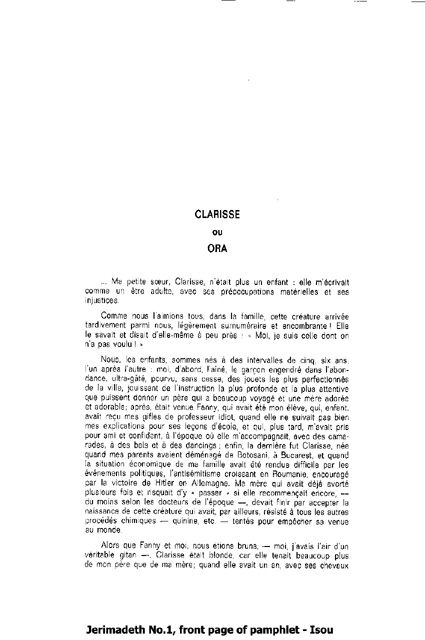 CLARISSE
ou
ORA
... Ma petite sœur, Clarisse, n'était plus un enfant : elle m'écrivait
comme un être adulte, avec ses préoccupations matérielles et ses
injustices.
Comme nous l'aimions tous, dans la famille, cette créature arrivée
tardivement parmi nous, légèrement surnuméraire et encombrante ! Elle
le savait et disait d'elle-même à peu près : « Moi, je suis celle dont on
n'a pas voulu ! »
Nous, les enfants, sommes nés à des intervalles de cinq, six ans,
l'un après l'autre : moi, d'abord, l'aîné, le garçon engendré dans l'abon-
dance, ultra-gâté, pourvu, sans cesse, des jouets les plus perfectionnés
de la ville, jouissant de l'instruction la plus profonde et la plus attentive
que puissent donner un père qui a beaucoup voyagé et une mère adorée
et adorable; après, était venue Fanny, qui avait été mon élève, qui, enfant,
avait reçu mes gifles de professeur idiot, quand elle ne suivait pas bien
mes explications pour ses leçons d'école, et qui, plus tard, m'avait pris
pour ami et confident, à l'époque où elle m'accompagnait, avec des cama-
rades, à des bals et à des dancings; enfin, la dernière fut Clarisse, née
quand mes parents avaient déménagé de Botosani, à Bucarest, et quand
la situation économique de ma famille avait été rendue difficile par les
événements politiques, l'antisémitisme croissant en Roumanie, encouragé
par la victoire de Hitler en Allemagne. Ma mère qui avait déjà avorté
plusieurs fois et risquait d'y « passer » si elle recommençait encore, —
du moins selon les docteurs de l'époque —, devait finir par accepter la
naissance de cette créature qui avait, par ailleurs, résisté à tous les autres
procédés chimiques — quinine, etc. — tentés pour empêcher sa venue
au monde.
Alors que Fanny et moi, nous étions bruns, — moi, j'avais l'air d'un
véritable gitan —, Clarisse était blonde, car elle tenait beaucoup plus
de mon père que de ma mère; quand elle avait un an, avec ses cheveux
Jerimadeth No.1, front page of pamphlet - Isou